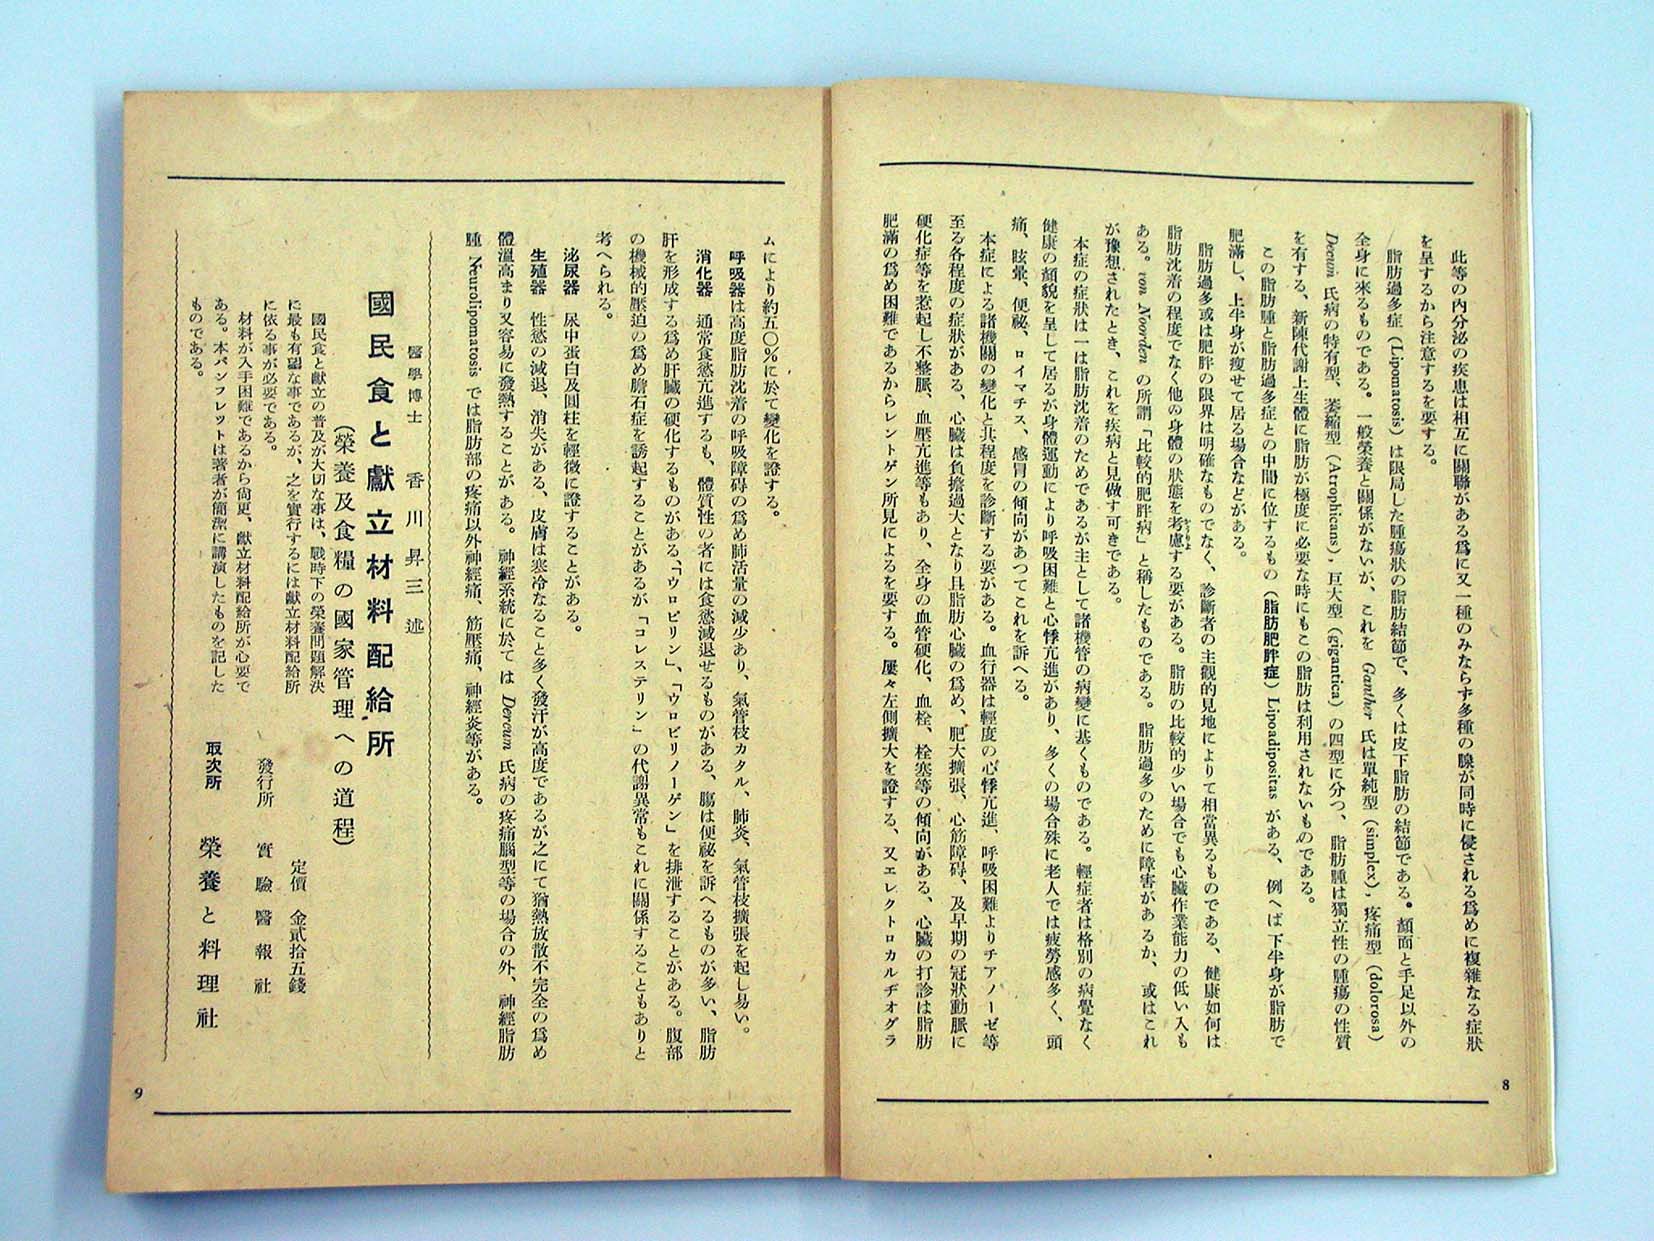 此等の內分泌の疾患は相互に關聯がある爲に又一種のみならず多種の腺が同時に侵される爲めに複雜なる症狀
を呈するから注意するを要する。
脂肪過多症（Lipomatosis）は限局した腫瘍狀の脂肪結節で、多くは皮下脂肪の結節である。顏面と手足以外の
全身に來るものである。一般榮養と關係がないが、これを Ganther 氏は單純型（simplex）, 疼痛型（dolorosa）
Dercum 氏病の特有型、萎縮型（Atrophicans）, 巨大型（gigantica）の四型に分つ、脂肪腫は獨立性の腫瘍の性質
を有する、新陳代謝上生體に脂肪が極度に必要な時にもこの脂肪は利用されないものである。
この脂肪腫と脂肪過多症との中間に位するもの（脂肪肥胖症）Lipoadipositas がある、例へば下半身が脂肪で
肥滿し、上半身が瘦せて居る場合などがある。
脂肪過多或は肥胖の限界は明確なものでなく、診斷者の主觀的見地によりて相當異るものである、健康如何は
脂肪沈着の程度でなく他の身體の狀態を考慮する要がある。脂肪の比較的少い場合でも心臟作業能力の低い人も
ある。von Noorden の所謂「比較的肥胖病」と稱したものである。脂肪過多のために障害があるか、或はこれ
が豫想されたとき、これを疾病と見做す可きである。
本症の症狀は一は脂肪沈着のためであるが主として諸機管の病變に基くものである。輕症者は格別の病覺なく
健康の顏貌を呈して居るが身體運動により呼吸困難と心悸亢進があり、多くの場合殊に老人では疲勞感多く、頭
痛、眩暈、便祕、ロイマチス、感冒の傾向があつてこれを訴へる。
本症による諸機關の變化と其程度を診斷する要がある。血行器は輕度の心悸亢進、呼吸困難よりチアノーゼ等
至る各程度の症狀がある、心臟は負擔過大となり且脂肪心臟の爲め、肥大擴張、心筋障碍、及早期の冠狀動脈に
硬化症等を惹起し不整脈、血壓亢進等もあり、全身の血管硬化、血栓、栓塞等の傾向がある、心臟の打診は脂肪
肥滿の爲め困難であるからレントゲン所見によるを要する。屢々左側擴大を證する、又エレクトロカルヂオグラ
8
ムにより約五〇%に於て變化を證する。
呼吸器は高度脂肪沈着の呼吸障碍の爲め肺活量の減少あり、氣管枝カタル、肺炎、氣管枝擴張を起し易い。
消化器　通常食慾亢進するも、體質性の者には食慾減退せるものがある、腸は便祕を訴へるものが多い、脂肪
肝を形成する爲め肝臟の硬化するものがある、「ウロビリン」、「ウロビリノーゲン」を排泄することがある。腹部
の機械的壓迫の爲め膽石症を誘起することがあるが「コレステリン」の代謝異常もこれに關係することもありと
考へられる。
泌尿器　尿中蛋白及圓柱を輕微に證することがある。
生殖器　性慾の減退、消失がある、皮膚は寒冷なること と多く發汗が高度であるが之にて猶熱放散不完全の爲め
體溫高まり又容易に發熱することがある。神經系統に於ては Dercum 氏病の疼痛腦型等の場合の外、神經脂肪
腫 Neurolipomatosis では脂肪部の疼痛以外神經痛、筋壓痛、神經炎等がある。
醫學博士　香川昇三述
國民食と獻立材料配給所
（榮養及食糧の國家管理への道程）
國民食と獻立の普及が大切な事は、戰時下の榮養問題解決
に最も有效な事であるが、之を實行するには獻立材料配給所
に依る事が必要である。
材料が入手困難であるから尙更、獻立材料配給所が必要で
ある。本パンフレットは著者が簡潔に講演したものを記した
ものである。
定價　金貳拾五錢
發行所　實驗醫報社
取次所　榮養と料理社
9